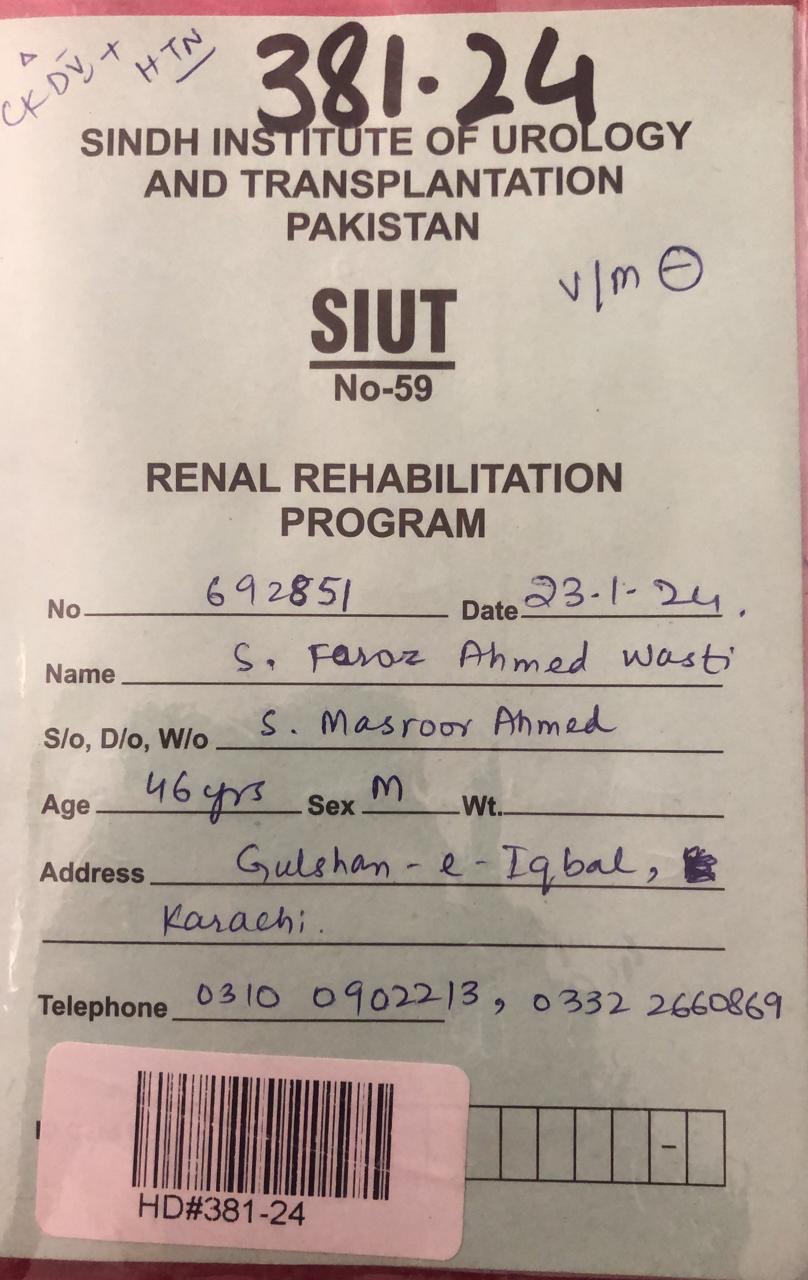 Δ
CKD V, + HTN
381·24
SINDH INSTITUTE OF UROLOGY
AND TRANSPLANTATION
PAKISTAN
V/m ⊖
SIUT
No-59
RENAL REHABILITATION
PROGRAM
No 692851 Date 23-1-24.
Name S. Faroz Ahmed Wasti
S/o, D/o, W/o S. Masroor Ahmed
Age 46 yrs Sex M Wt.
Address Gulshan-e-Iqbal,
Karachi.
Telephone 0310 0902213, 0332 2660869
-
HD#381-24